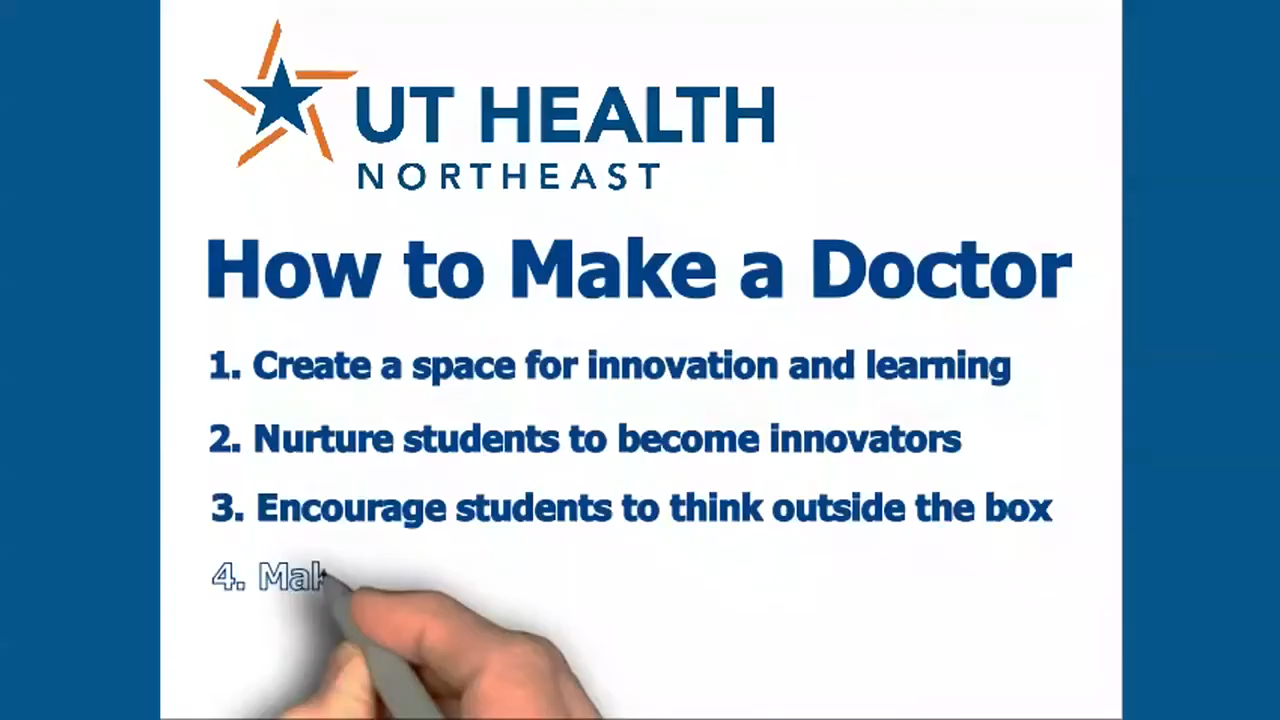 UT HEALTH
NORTHEAST
How to Make a Doctor
1. Create a space for innovation and learning
2. Nurture students to become innovators
3. Encourage students to think outside the box
4.